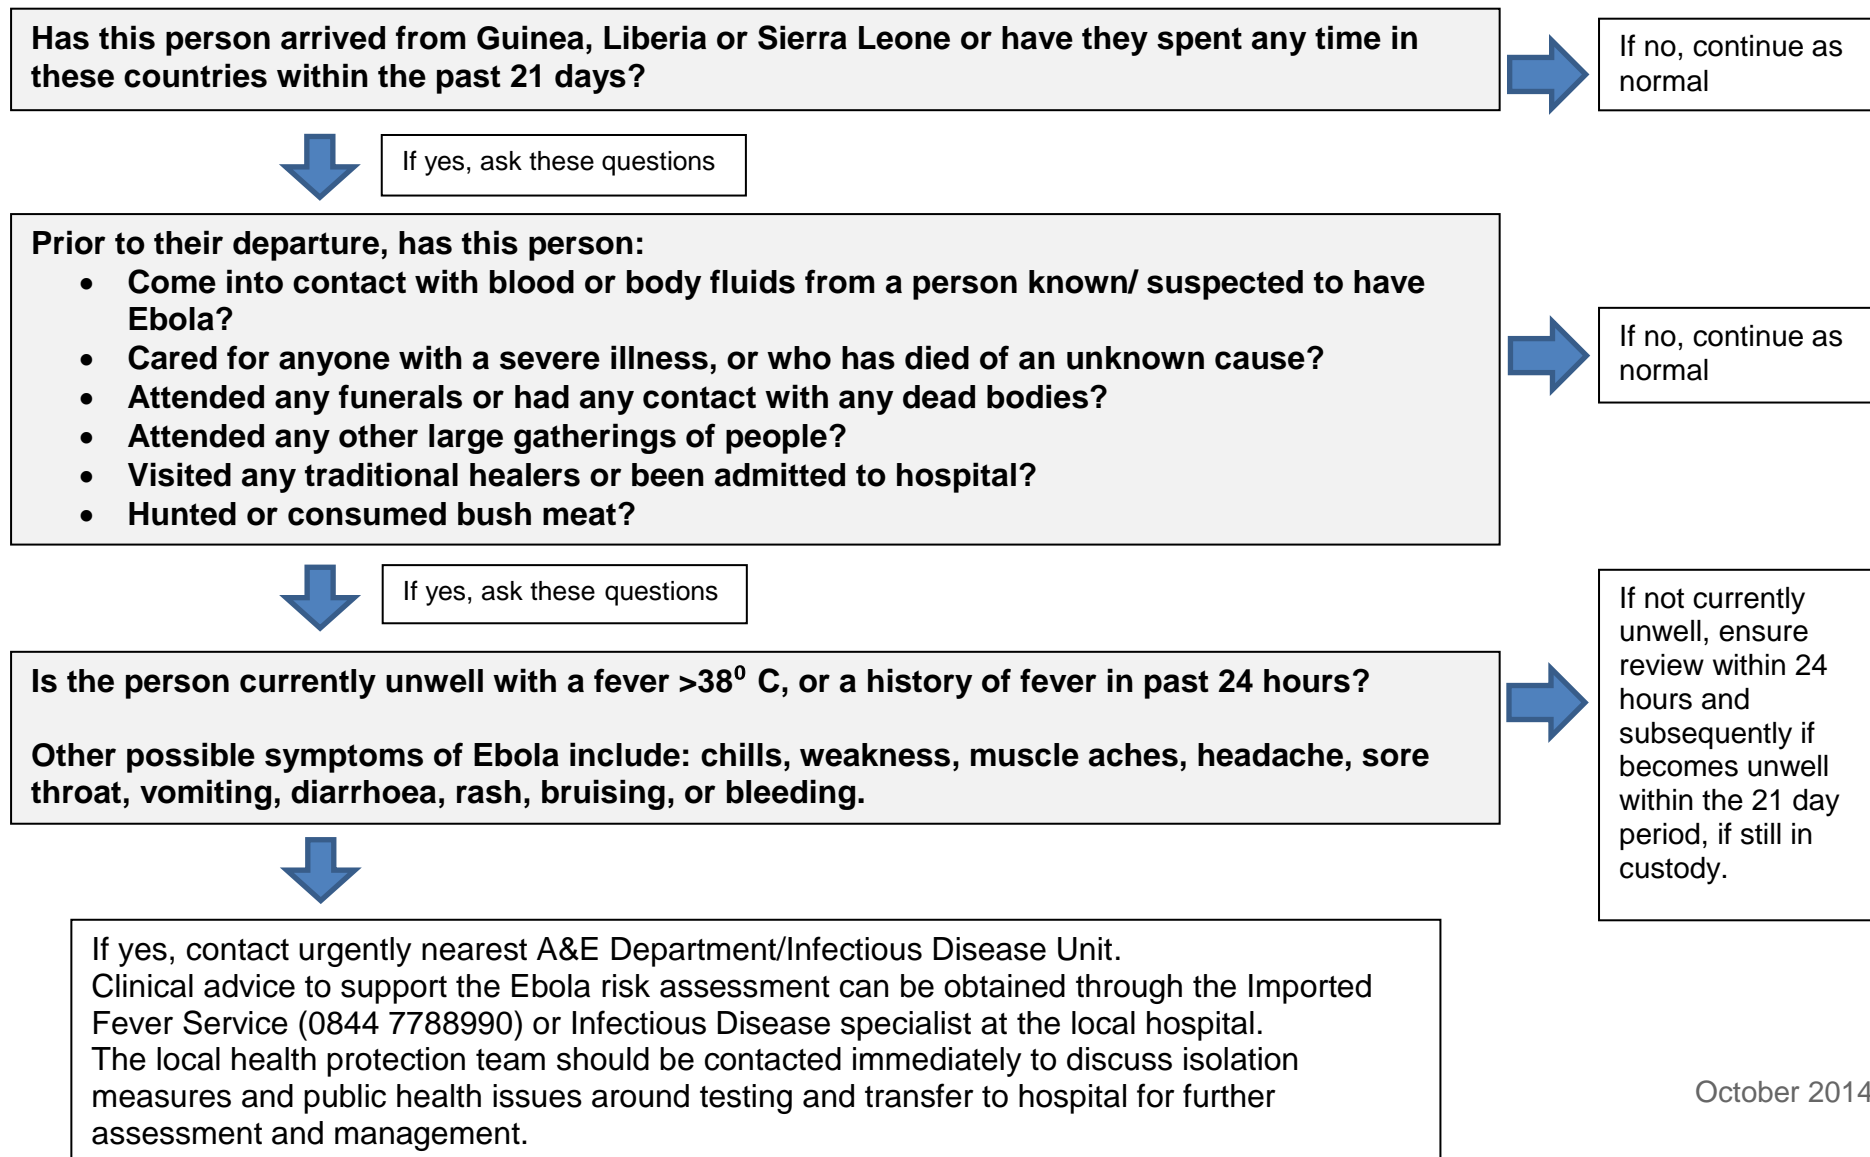 Has this person arrived from Guinea, Liberia or Sierra Leone or have they spent any time in
these countries within the past 21 days?
If no, continue as
normal
If yes, ask these questions
Prior to their departure, has this person:
• Come into contact with blood or body fluids from a person known/ suspected to have
Ebola?
• Cared for anyone with a severe illness, or who has died of an unknown cause?
• Attended any funerals or had any contact with any dead bodies?
• Attended any other large gatherings of people?
• Visited any traditional healers or been admitted to hospital?
• Hunted or consumed bush meat?
If no, continue as
normal
If yes, ask these questions
Is the person currently unwell with a fever >38⁰ C, or a history of fever in past 24 hours?
Other possible symptoms of Ebola include: chills, weakness, muscle aches, headache, sore
throat, vomiting, diarrhoea, rash, bruising, or bleeding.
If not currently
unwell, ensure
review within 24
hours and
subsequently if
becomes unwell
within the 21 day
period, if still in
custody.
If yes, contact urgently nearest A&E Department/Infectious Disease Unit.
Clinical advice to support the Ebola risk assessment can be obtained through the Imported
Fever Service (0844 7788990) or Infectious Disease specialist at the local hospital.
The local health protection team should be contacted immediately to discuss isolation
measures and public health issues around testing and transfer to hospital for further
assessment and management.
October 2014